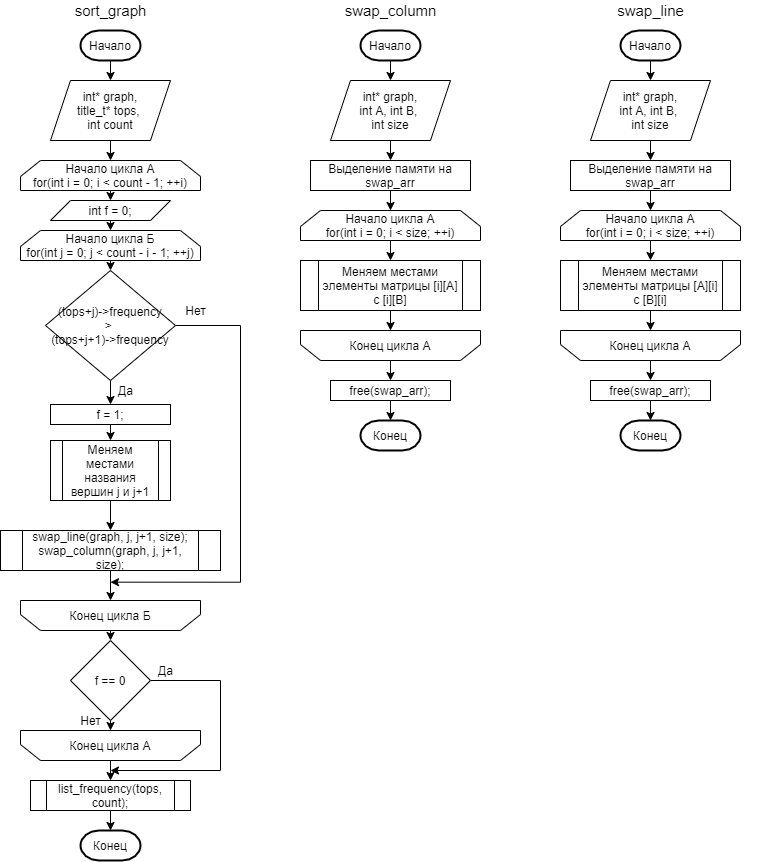 sort_graph
Начало
int* graph,
title_t* tops,
int count
Начало цикла А
for(int i = 0; i < count - 1; ++i)
int f = 0;
Начало цикла Б
for(int j = 0; j < count - i - 1; ++j)
(tops+j)->frequency
>
(tops+j+1)->frequency
Нет
Да
f = 1;
Меняем
местами
названия
вершин j и j+1
swap_line(graph, j, j+1, size);
swap_column(graph, j, j+1,
size);
Конец цикла Б
f == 0
Да
Нет
Конец цикла А
list_frequency(tops,
count);
Конец
swap_column
Начало
int* graph,
int A, int B,
int size
Выделение памяти на
swap_arr
Начало цикла А
for(int i = 0; i < size; ++i)
Меняем местами
элементы матрицы [i][A]
с [i][B]
Конец цикла А
free(swap_arr);
Конец
swap_line
Начало
int* graph,
int A, int B,
int size
Выделение памяти на
swap_arr
Начало цикла А
for(int i = 0; i < size; ++i)
Меняем местами
элементы матрицы [A][i]
с [B][i]
Конец цикла А
free(swap_arr);
Конец